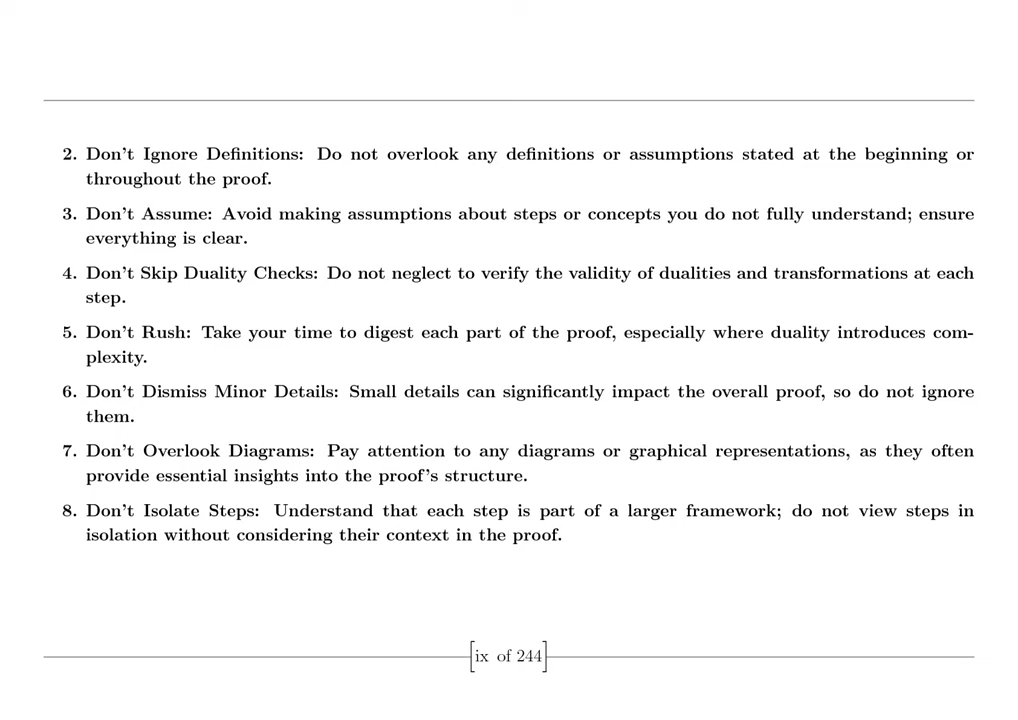 2. Don't Ignore Definitions: Do not overlook any definitions or assumptions stated at the beginning or
throughout the proof.
3. Don't Assume: Avoid making assumptions about steps or concepts you do not fully understand; ensure
everything is clear.
4. Don't Skip Duality Checks: Do not neglect to verify the validity of dualities and transformations at each
step.
5. Don't Rush: Take your time to digest each part of the proof, especially where duality introduces com-
plexity.
6. Don't Dismiss Minor Details: Small details can significantly impact the overall proof, so do not ignore
them.
7. Don't Overlook Diagrams: Pay attention to any diagrams or graphical representations, as they often
provide essential insights into the proof's structure.
8. Don't Isolate Steps: Understand that each step is part of a larger framework; do not view steps in
isolation without considering their context in the proof.
[ix of 244]